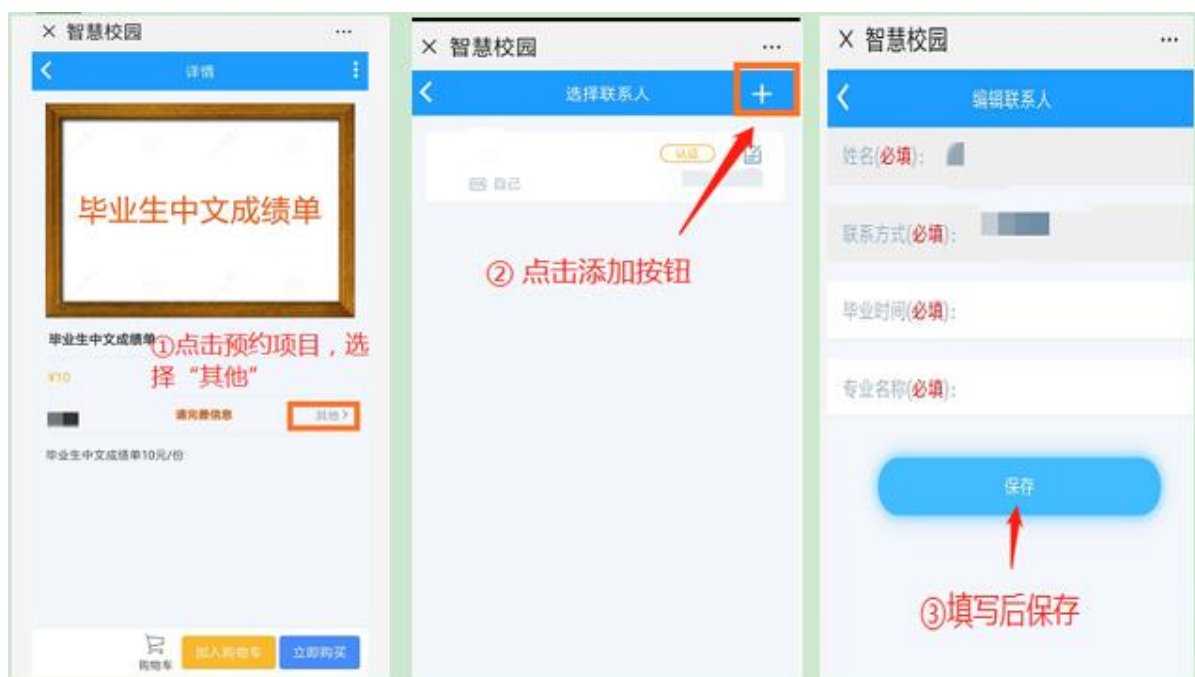 × 智慧校园 ...
详情
毕业生中文成绩单
毕业生中文成绩单
①点击预约项目，选
择“其他”
¥10
请完善信息
其他 >
毕业生中文成绩单10元/份
购物车
加入购物车
立即购买
× 智慧校园 ...
选择联系人 +
认证
自己
② 点击添加按钮
× 智慧校园 ...
编辑联系人
姓名(必填):
联系方式(必填):
毕业时间(必填):
专业名称(必填):
保存
③填写后保存